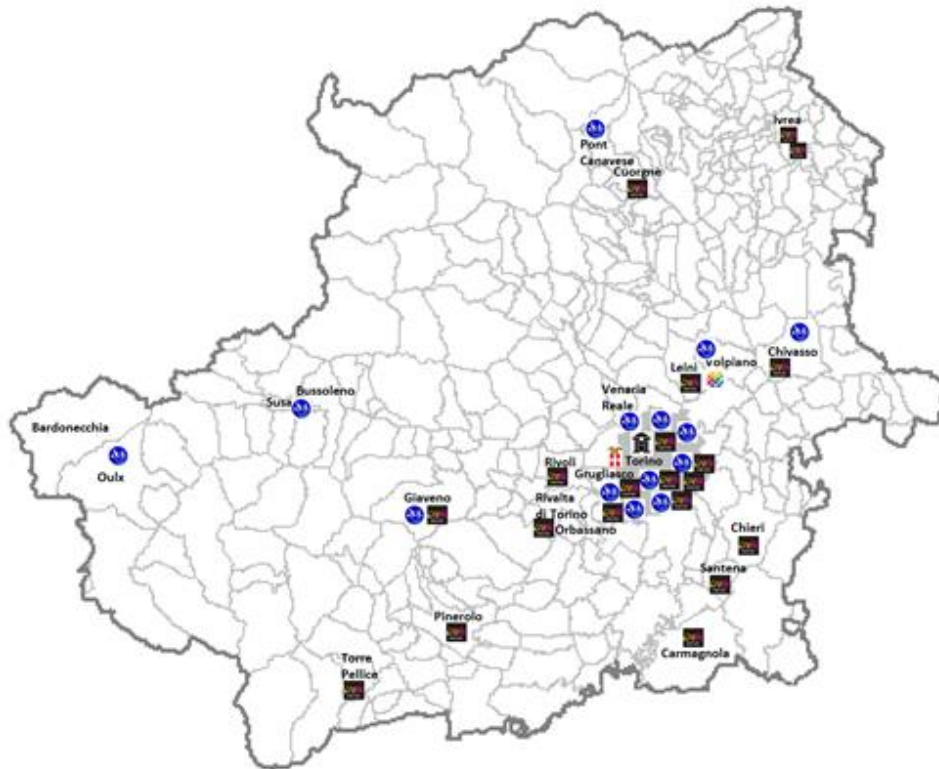 Ivrea
Pont
Canavese
Cuorgnè
Chivasso
Volpiano
Leini
Venaria
Reale
Bussoleno
Susa
Bardonecchia
Oulx
Torino
Rivoli
Grugliasco
Giaveno
Rivalta
di Torino
Orbassano
Chieri
Santena
Pinerolo
Carmagnola
Torre
Pellice